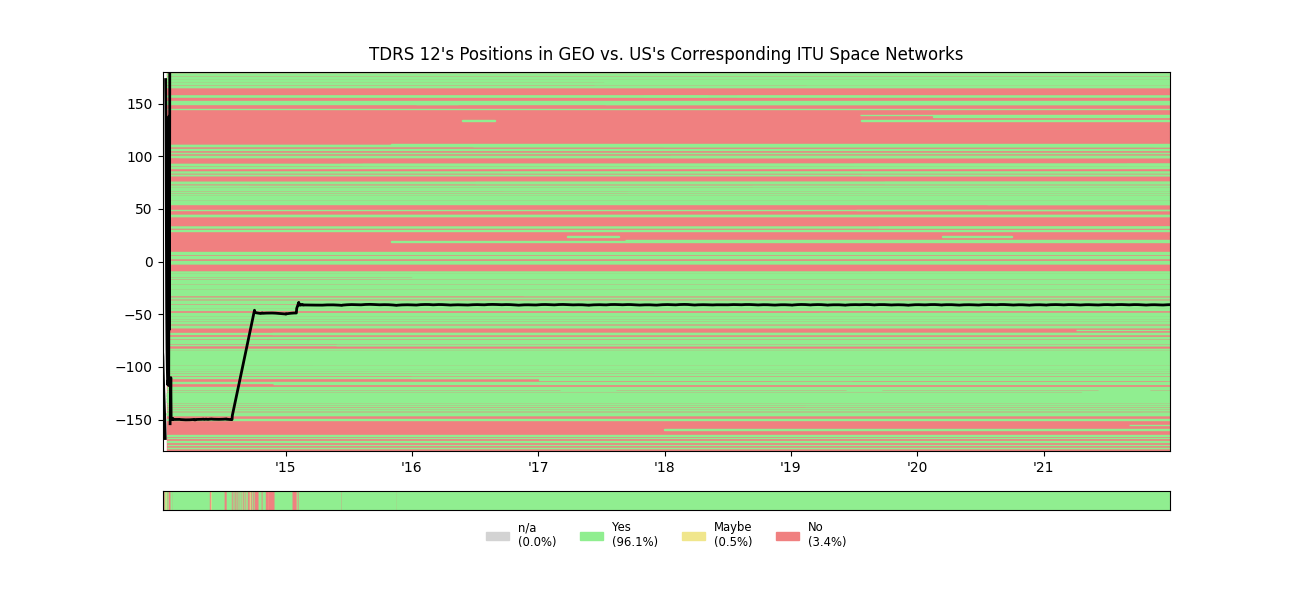 TDRS 12's Positions in GEO vs. US's Corresponding ITU Space Networks
150
100
50
0
−50
−100
−150
'15 '16 '17 '18 '19 '20 '21
n/a Yes Maybe No
(0.0%) (96.1%) (0.5%) (3.4%)